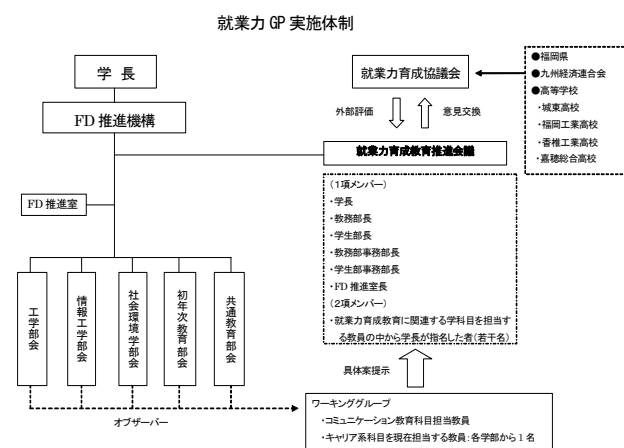 就業力 GP 実施体制
学 長
FD 推進機構
FD 推進室
工学部会
情報工学部会
社会環境学部会
初年次教育部会
共通教育部会
オブザーバー
就業力育成協議会
外部評価
意見交換
就業力育成教育推進会議
●福岡県
●九州経済連合会
●高等学校
・城東高校
・福岡工業高校
・香椎工業高校
・嘉穂総合高校
(1項メンバー)
・学長
・教務部長
・学生部長
・教務部事務部長
・学生部事務部長
・FD 推進室長
(2項メンバー)
・就業力育成教育に関連する学科目を担当す
る教員の中から学長が指名した者(若干名)
具体案提示
ワーキンググループ
・コミュニケーション教育科目担当教員
・キャリア系科目を現在担当する教員:各学部から 1 名